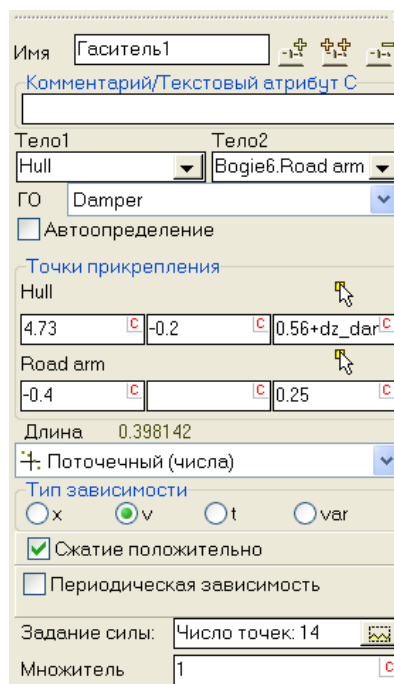 Имя Гаситель1
Комментарий/Текстовый атрибут C
Тело1 Тело2
Hull Bogie6.Road arm
ГО Damper
Автоопределение
Точки прикрепления
Hull
4.73 C -0.2 C 0.56+dz_dar C
Road arm
-0.4 C C 0.25 C
Длина 0.398142
Поточечный (числа)
Тип зависимости
x v t var
Сжатие положительно
Периодическая зависимость
Задание силы: Число точек: 14
Множитель 1 C